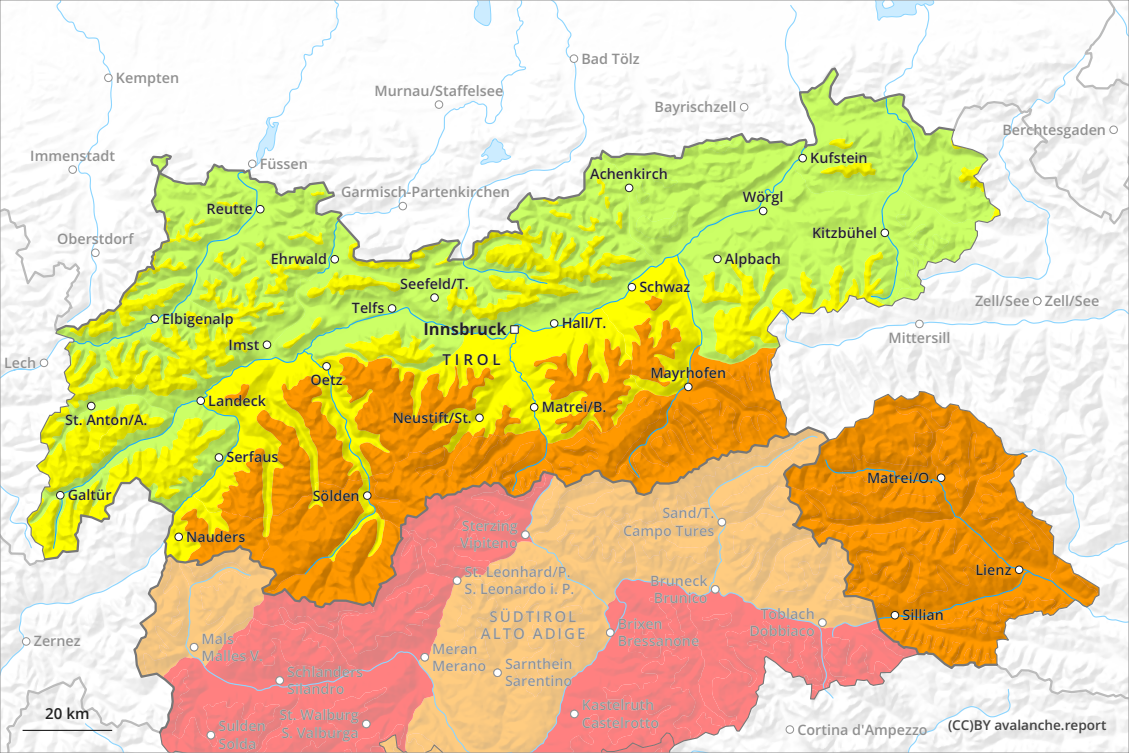 Kempten
Bad Tölz
Murnau/Staffelsee
Bayrischzell
Berchtesgaden
Immenstadt
Füssen
Kufstein
Achenkirch
Garmisch-Partenkirchen
Wörgl
Reutte
Kitzbühel
Oberstdorf
Ehrwald
Alpbach
Seefeld/T.
Schwaz
Zell/See
Zell/See
Telfs
Elbigenalp
Innsbruck
Hall/T.
Mittersill
Imst
TIROL
Lech
Oetz
Mayrhofen
Landeck
Matrei/B.
St. Anton/A.
Neustift/St.
Serfaus
Matrei/O.
Galtür
Sölden
Sand/T.
Campo Tures
Sterzing
Vipiteno
Nauders
St. Leonhard/P.
S. Leonardo i. P.
Lienz
Bruneck
Brunico
SÜDTIROL
ALTO ADIGE
Toblach
Dobbiaco
Sillian
Brixen
Bressanone
Zernez
Mals
Malles V.
Meran
Merano
Sarnthein
Sarentino
Schlanders
Silandro
Kastelruth
Castelrotto
St. Walburg
S. Valburga
20 km
Sulden
Solda
Cortina d'Ampezzo
(CC)BY avalanche.report